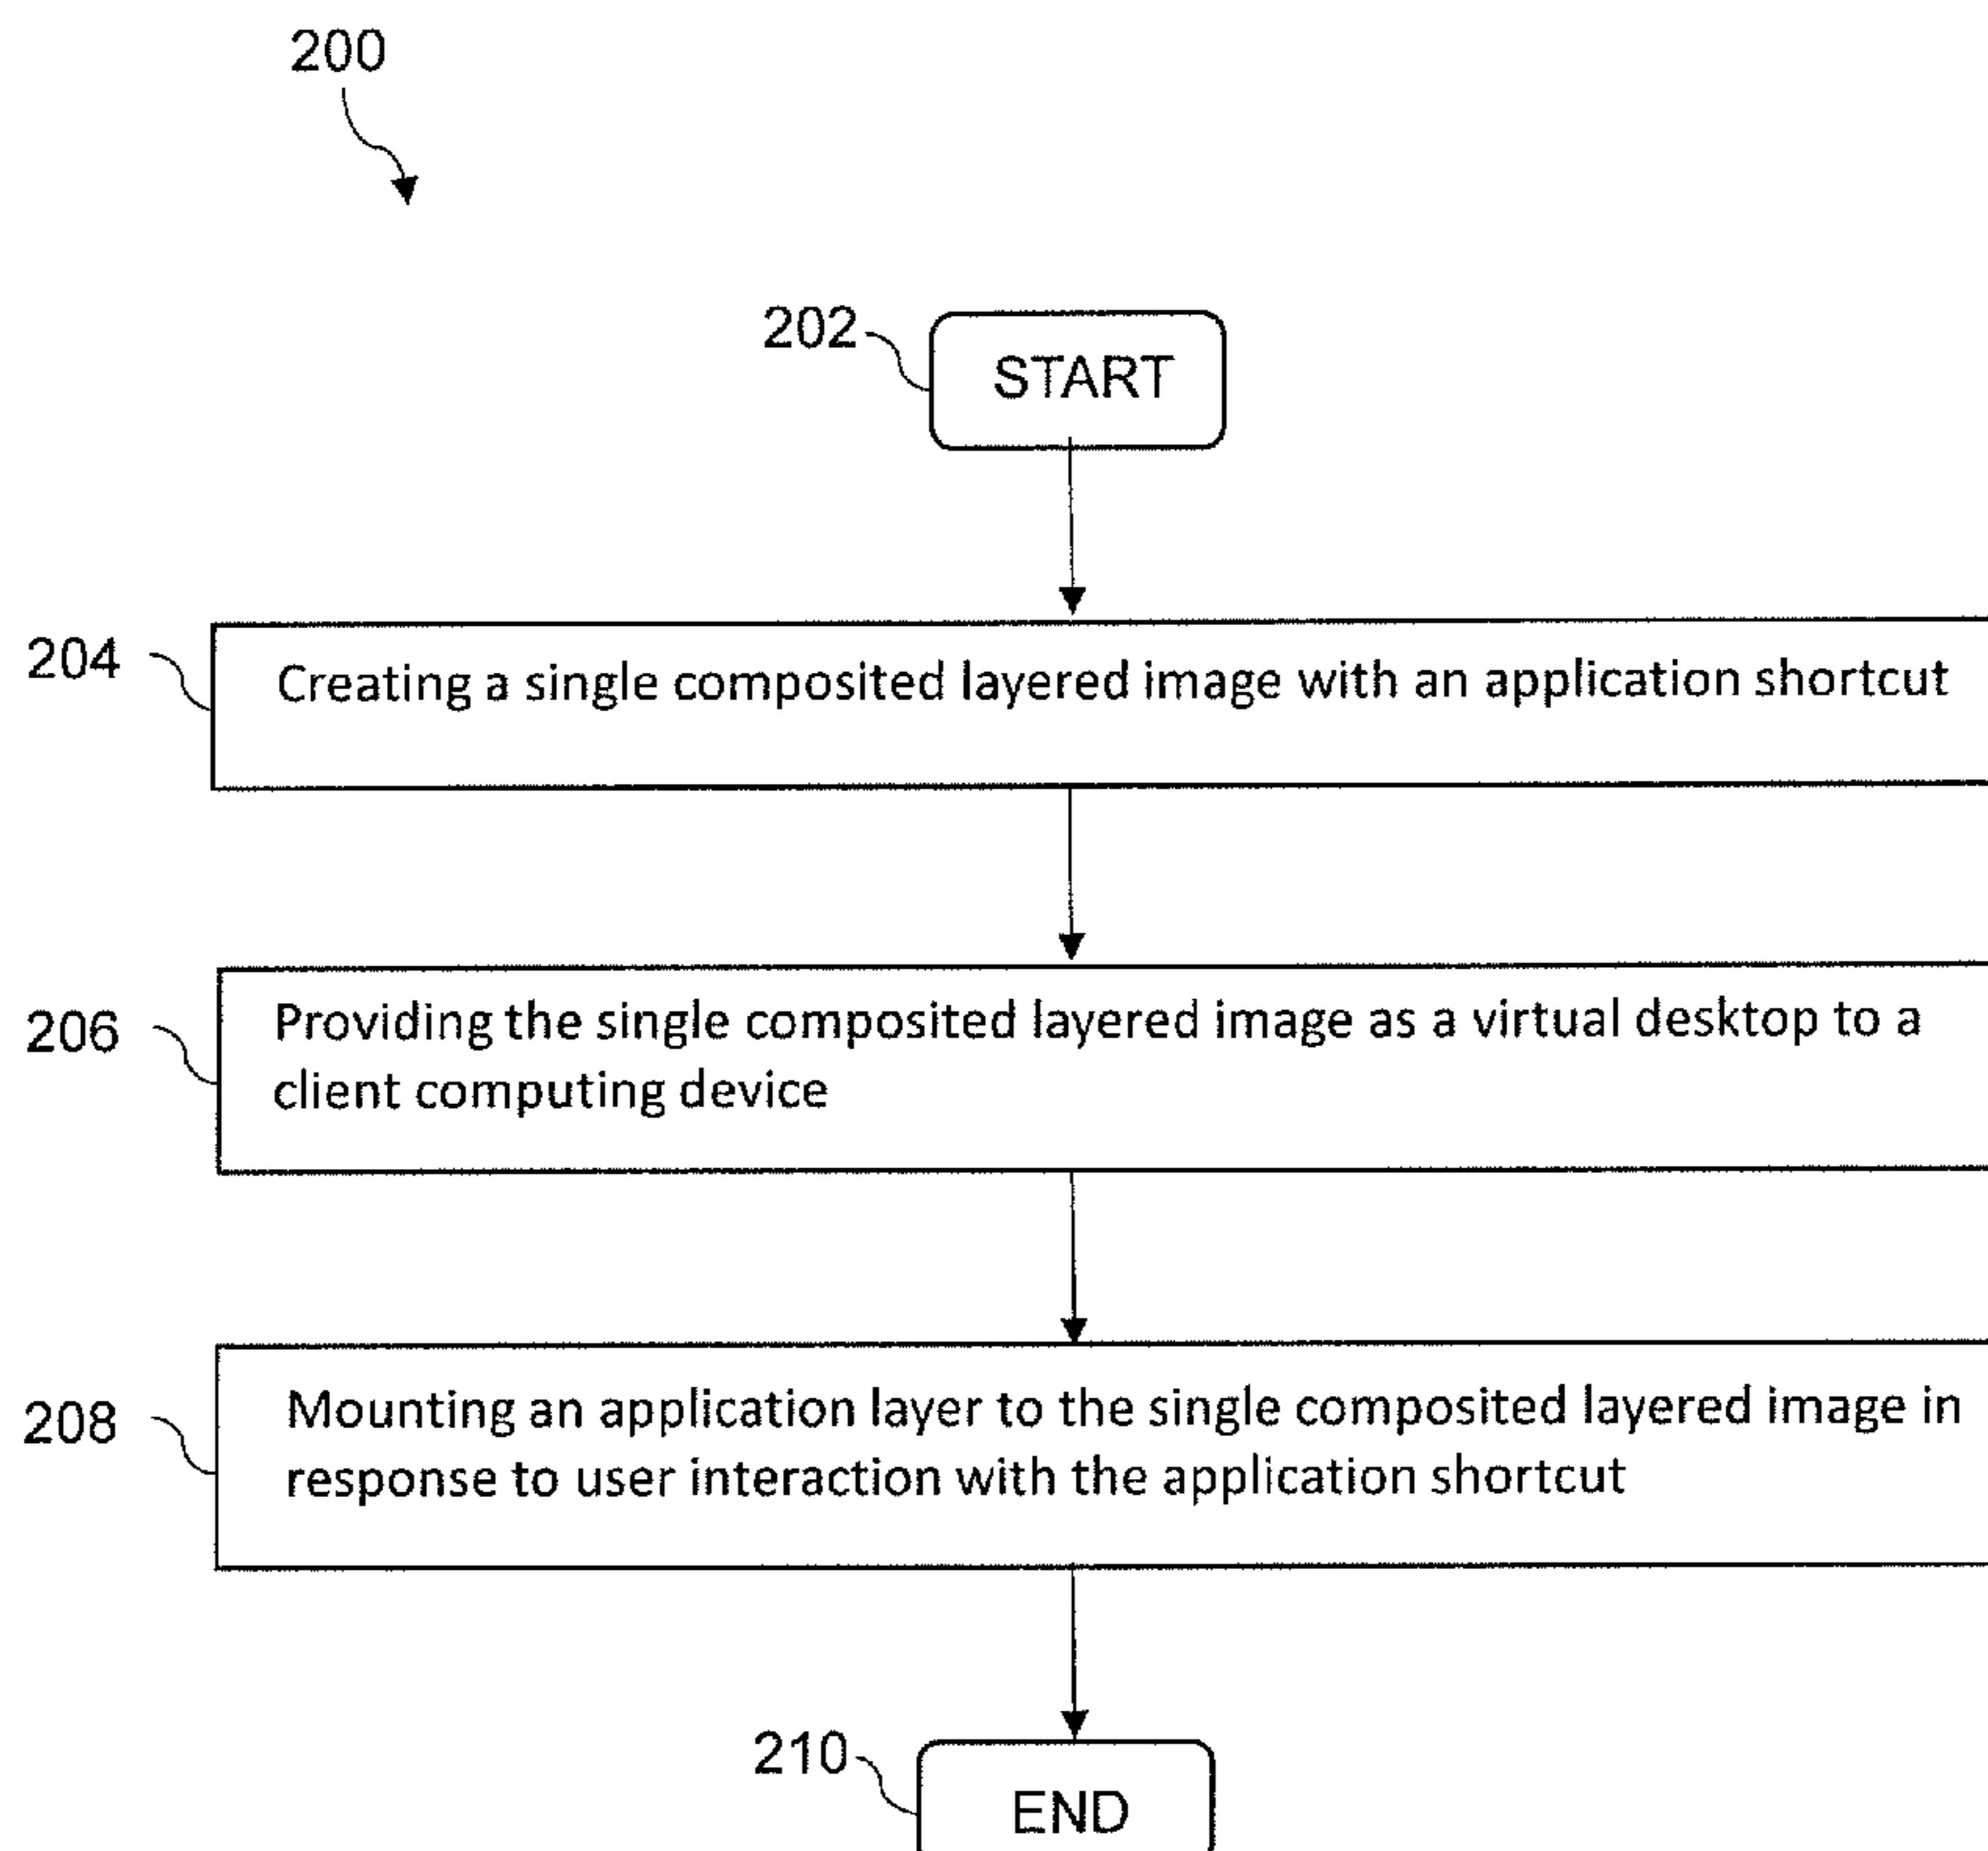 200
202
START
204
Creating a single composited layered image with an application shortcut
206
Providing the single composited layered image as a virtual desktop to a
client computing device
208
Mounting an application layer to the single composited layered image in
response to user interaction with the application shortcut
210
END